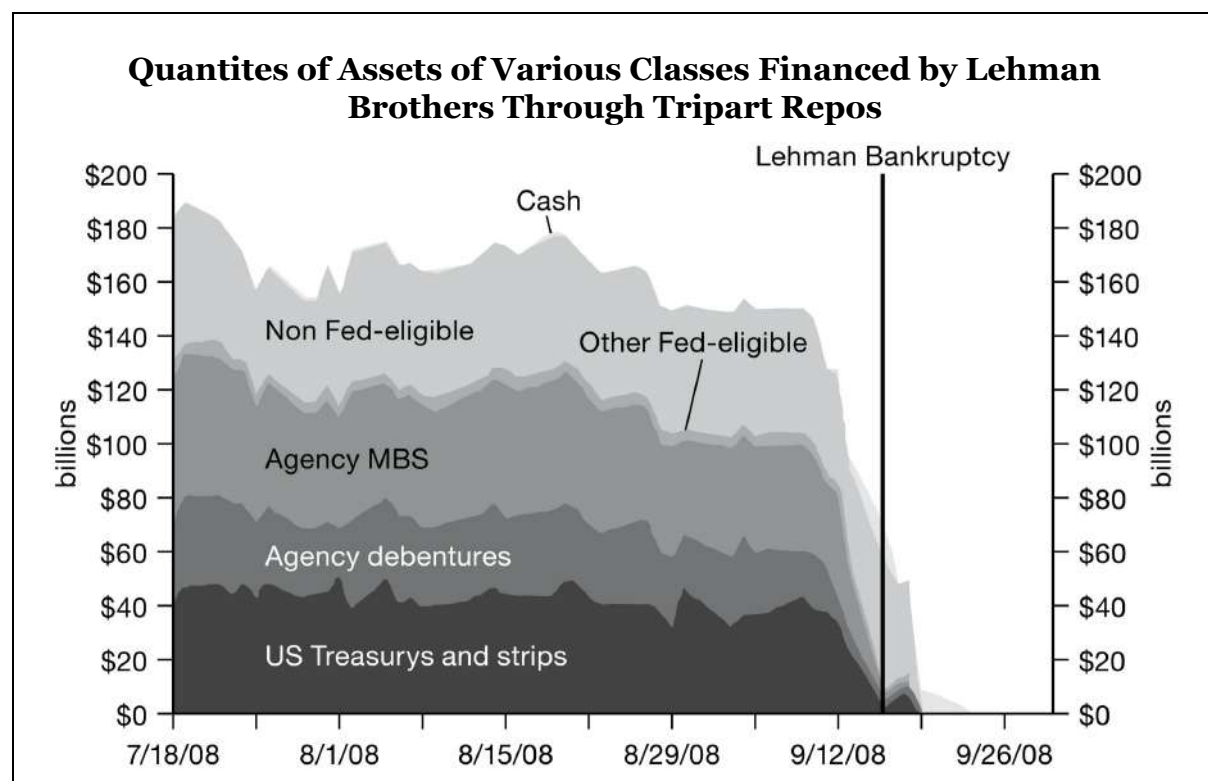 Quantites of Assets of Various Classes Financed by Lehman
Brothers Through Tripart Repos
Lehman Bankruptcy
$200
$180
$160
$140
$120
$100
$80
$60
$40
$20
$0
billions
Cash
Non Fed-eligible
Other Fed-eligible
Agency MBS
Agency debentures
US Treasurys and strips
$200
$180
$160
$140
$120
$100
$80
$60
$40
$20
$0
billions
7/18/08 8/1/08 8/15/08 8/29/08 9/12/08 9/26/08